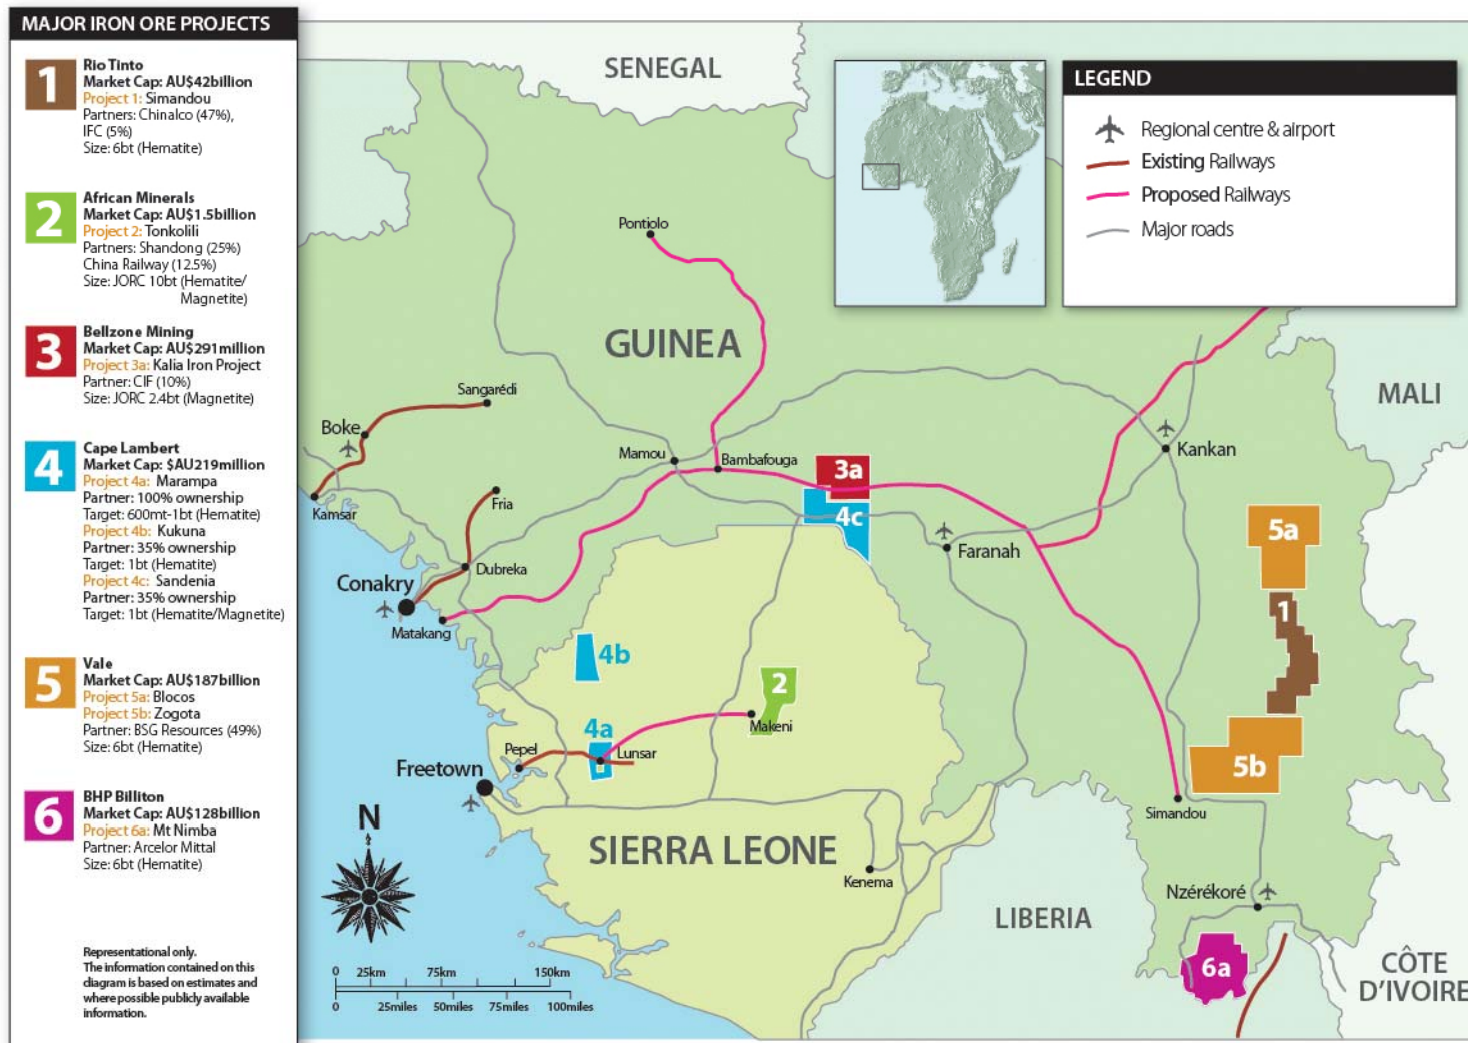 MAJOR IRON ORE PROJECTS
1
Rio Tinto
Market Cap: AU$42billion
Project 1: Simandou
Partners: Chinalco (47%),
IFC (5%)
Size: 6bt (Hematite)
2
African Minerals
Market Cap: AU$1.5billion
Project 2: Tonkolili
Partners: Shandong (25%)
China Railway (12.5%)
Size: JORC 10bt (Hematite/
Magnetite)
3
Bellzone Mining
Market Cap: AU$291million
Project 3a: Kalia Iron Project
Partner: CIF (10%)
Size: JORC 2.4bt (Magnetite)
4
Cape Lambert
Market Cap: $AU219million
Project 4a: Marampa
Partner: 100% ownership
Target: 600mt-1bt (Hematite)
Project 4b: Kukuna
Partner: 35% ownership
Target: 1bt (Hematite)
Project 4c: Sandenia
Partner: 35% ownership
Target: 1bt (Hematite/Magnetite)
5
Vale
Market Cap: AU$187billion
Project 5a: Blocos
Project 5b: Zogota
Partner: BSG Resources (49%)
Size: 6bt (Hematite)
6
BHP Billiton
Market Cap: AU$128billion
Project 6a: Mt Nimba
Partner: Arcelor Mittal
Size: 6bt (Hematite)
Representational only.
The information contained on this
diagram is based on estimates and
where possible publicly available
information.
SENEGAL
LEGEND
Regional centre & airport
Existing Railways
Proposed Railways
Major roads
Pontiolo
GUINEA
MALI
Sangarédi
Boke
Kankan
Mamou
Bambafouga
3a
Kamsar
Fria
4c
5a
Faranah
Dubreka
Conakry
1
Matakang
4b
2
Makeni
4a
Pepel
Lunsar
5b
Freetown
Simandou
N
SIERRA LEONE
Kenema
Nzérékoré
LIBERIA
6a
CÔTE
D'IVOIRE
0 25km 75km 150km
0 25miles 50miles 75miles 100miles